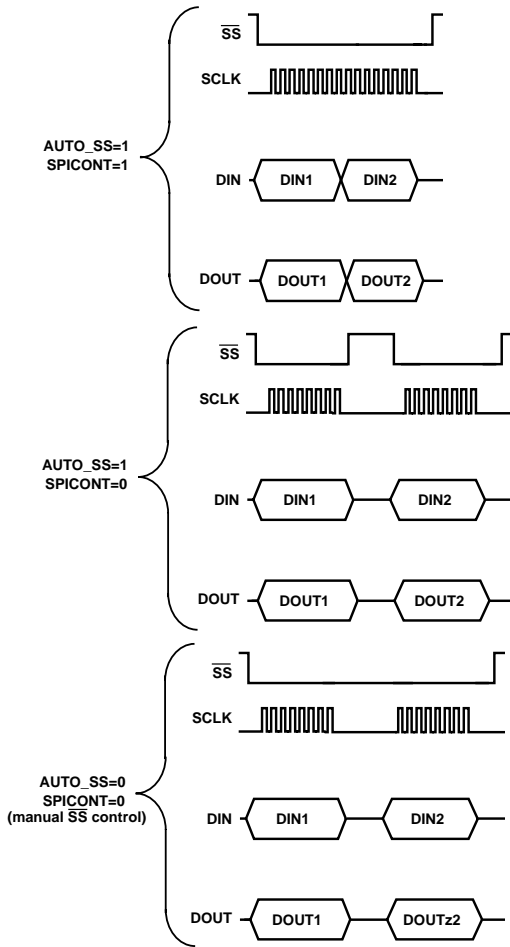 SS
SCLK
AUTO_SS=1
SPICONT=1
DIN DIN1 DIN2
DOUT DOUT1 DOUT2
SS
SCLK
AUTO_SS=1
SPICONT=0
DIN DIN1 DIN2
DOUT DOUT1 DOUT2
SS
SCLK
AUTO_SS=0
SPICONT=0
(manual SS control)
DIN DIN1 DIN2
DOUT DOUT1 DOUTz2